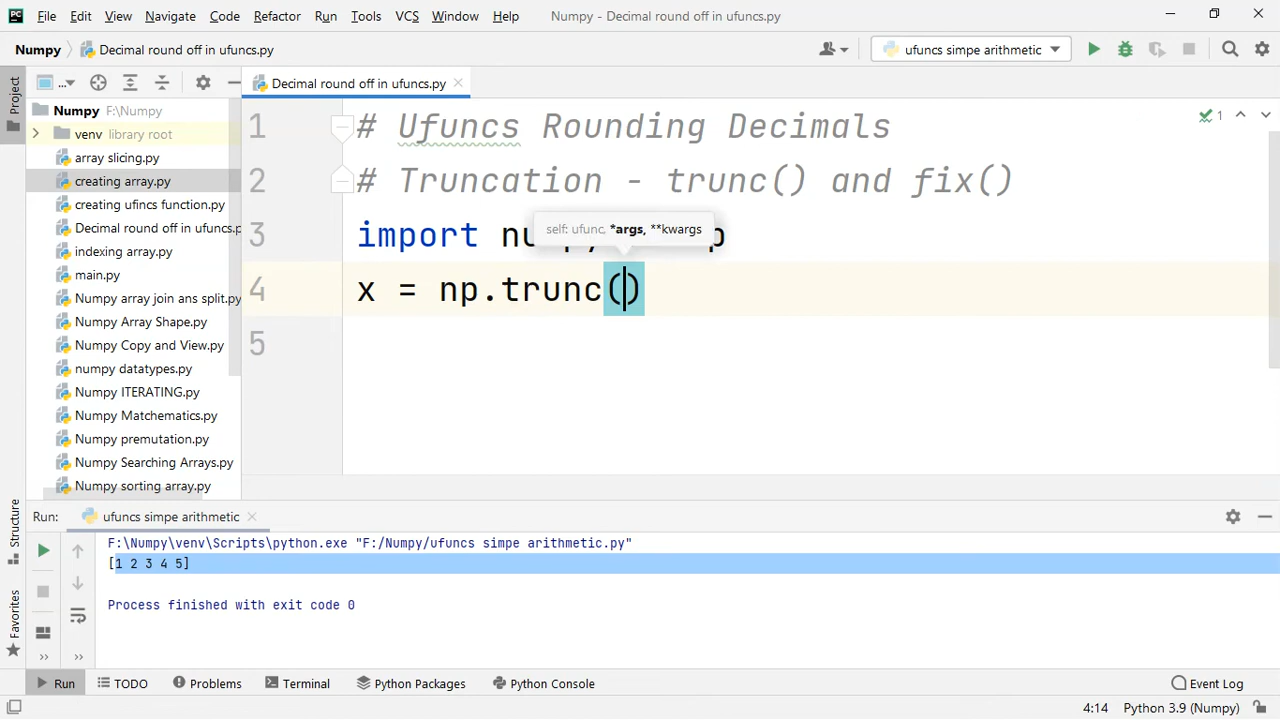 File Edit View Navigate Code Refactor Run Tools VCS Window Help Numpy - Decimal round off in ufuncs.py
Numpy Decimal round off in ufuncs.py ufuncs simpe arithmetic
Project
...
Decimal round off in ufuncs.py
Numpy F:\Numpy
venv library root
array slicing.py
creating array.py
creating ufincs function.py
Decimal round off in ufuncs.p
indexing array.py
main.py
Numpy array join ans split.py
Numpy Array Shape.py
Numpy Copy and View.py
numpy datatypes.py
Numpy ITERATING.py
Numpy Matchematics.py
Numpy premutation.py
Numpy Searching Arrays.py
Numpy sorting array.py
1 # Ufuncs Rounding Decimals
2 # Truncation - trunc() and fix()
self: ufunc, *args, **kwargs
3 import
4 x = np.trunc()
5
1
Structure
Favorites
Run: ufuncs simpe arithmetic
F:\Numpy\venv\Scripts\python.exe "F:/Numpy/ufuncs simpe arithmetic.py"
[1 2 3 4 5]
Process finished with exit code 0
Run TODO Problems Terminal Python Packages Python Console Event Log
4:14 Python 3.9 (Numpy)